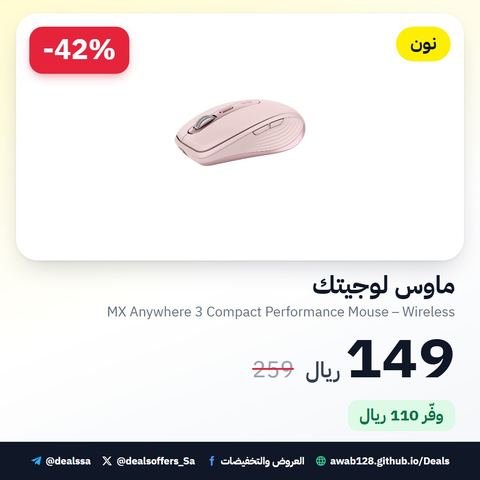 -42%
نون
ماوس لوجيتك
MX Anywhere 3 Compact Performance Mouse – Wireless
149 ريال 259
وفّر 110 ريال
@dealssa @dealsoffers_Sa العروض والتخفيضات awab128.github.io/Deals